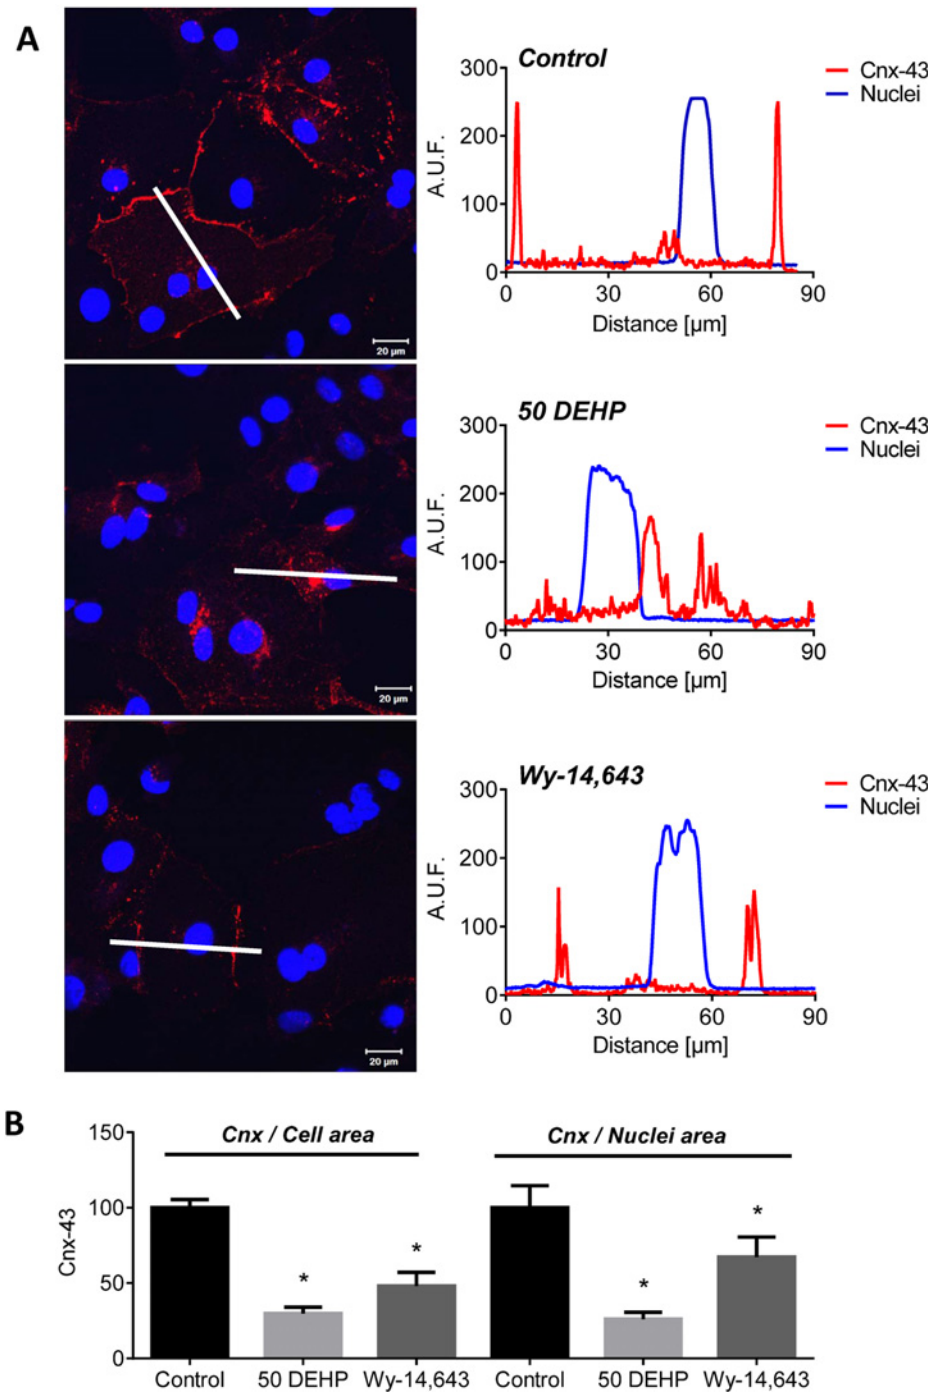 A
Control
Cnx-43
Nuclei
300
200
100
0
A.U.F.
0 30 60 90
Distance [µm]
20 µm
50 DEHP
Cnx-43
Nuclei
300
200
100
0
A.U.F.
0 30 60 90
Distance [µm]
20 µm
Wy-14,643
Cnx-43
Nuclei
300
200
100
0
A.U.F.
0 30 60 90
Distance [µm]
20 µm
B
Cnx / Cell area
Cnx / Nuclei area
150
100
50
0
Cnx-43
* * * *
Control 50 DEHP Wy-14,643 Control 50 DEHP Wy-14,643